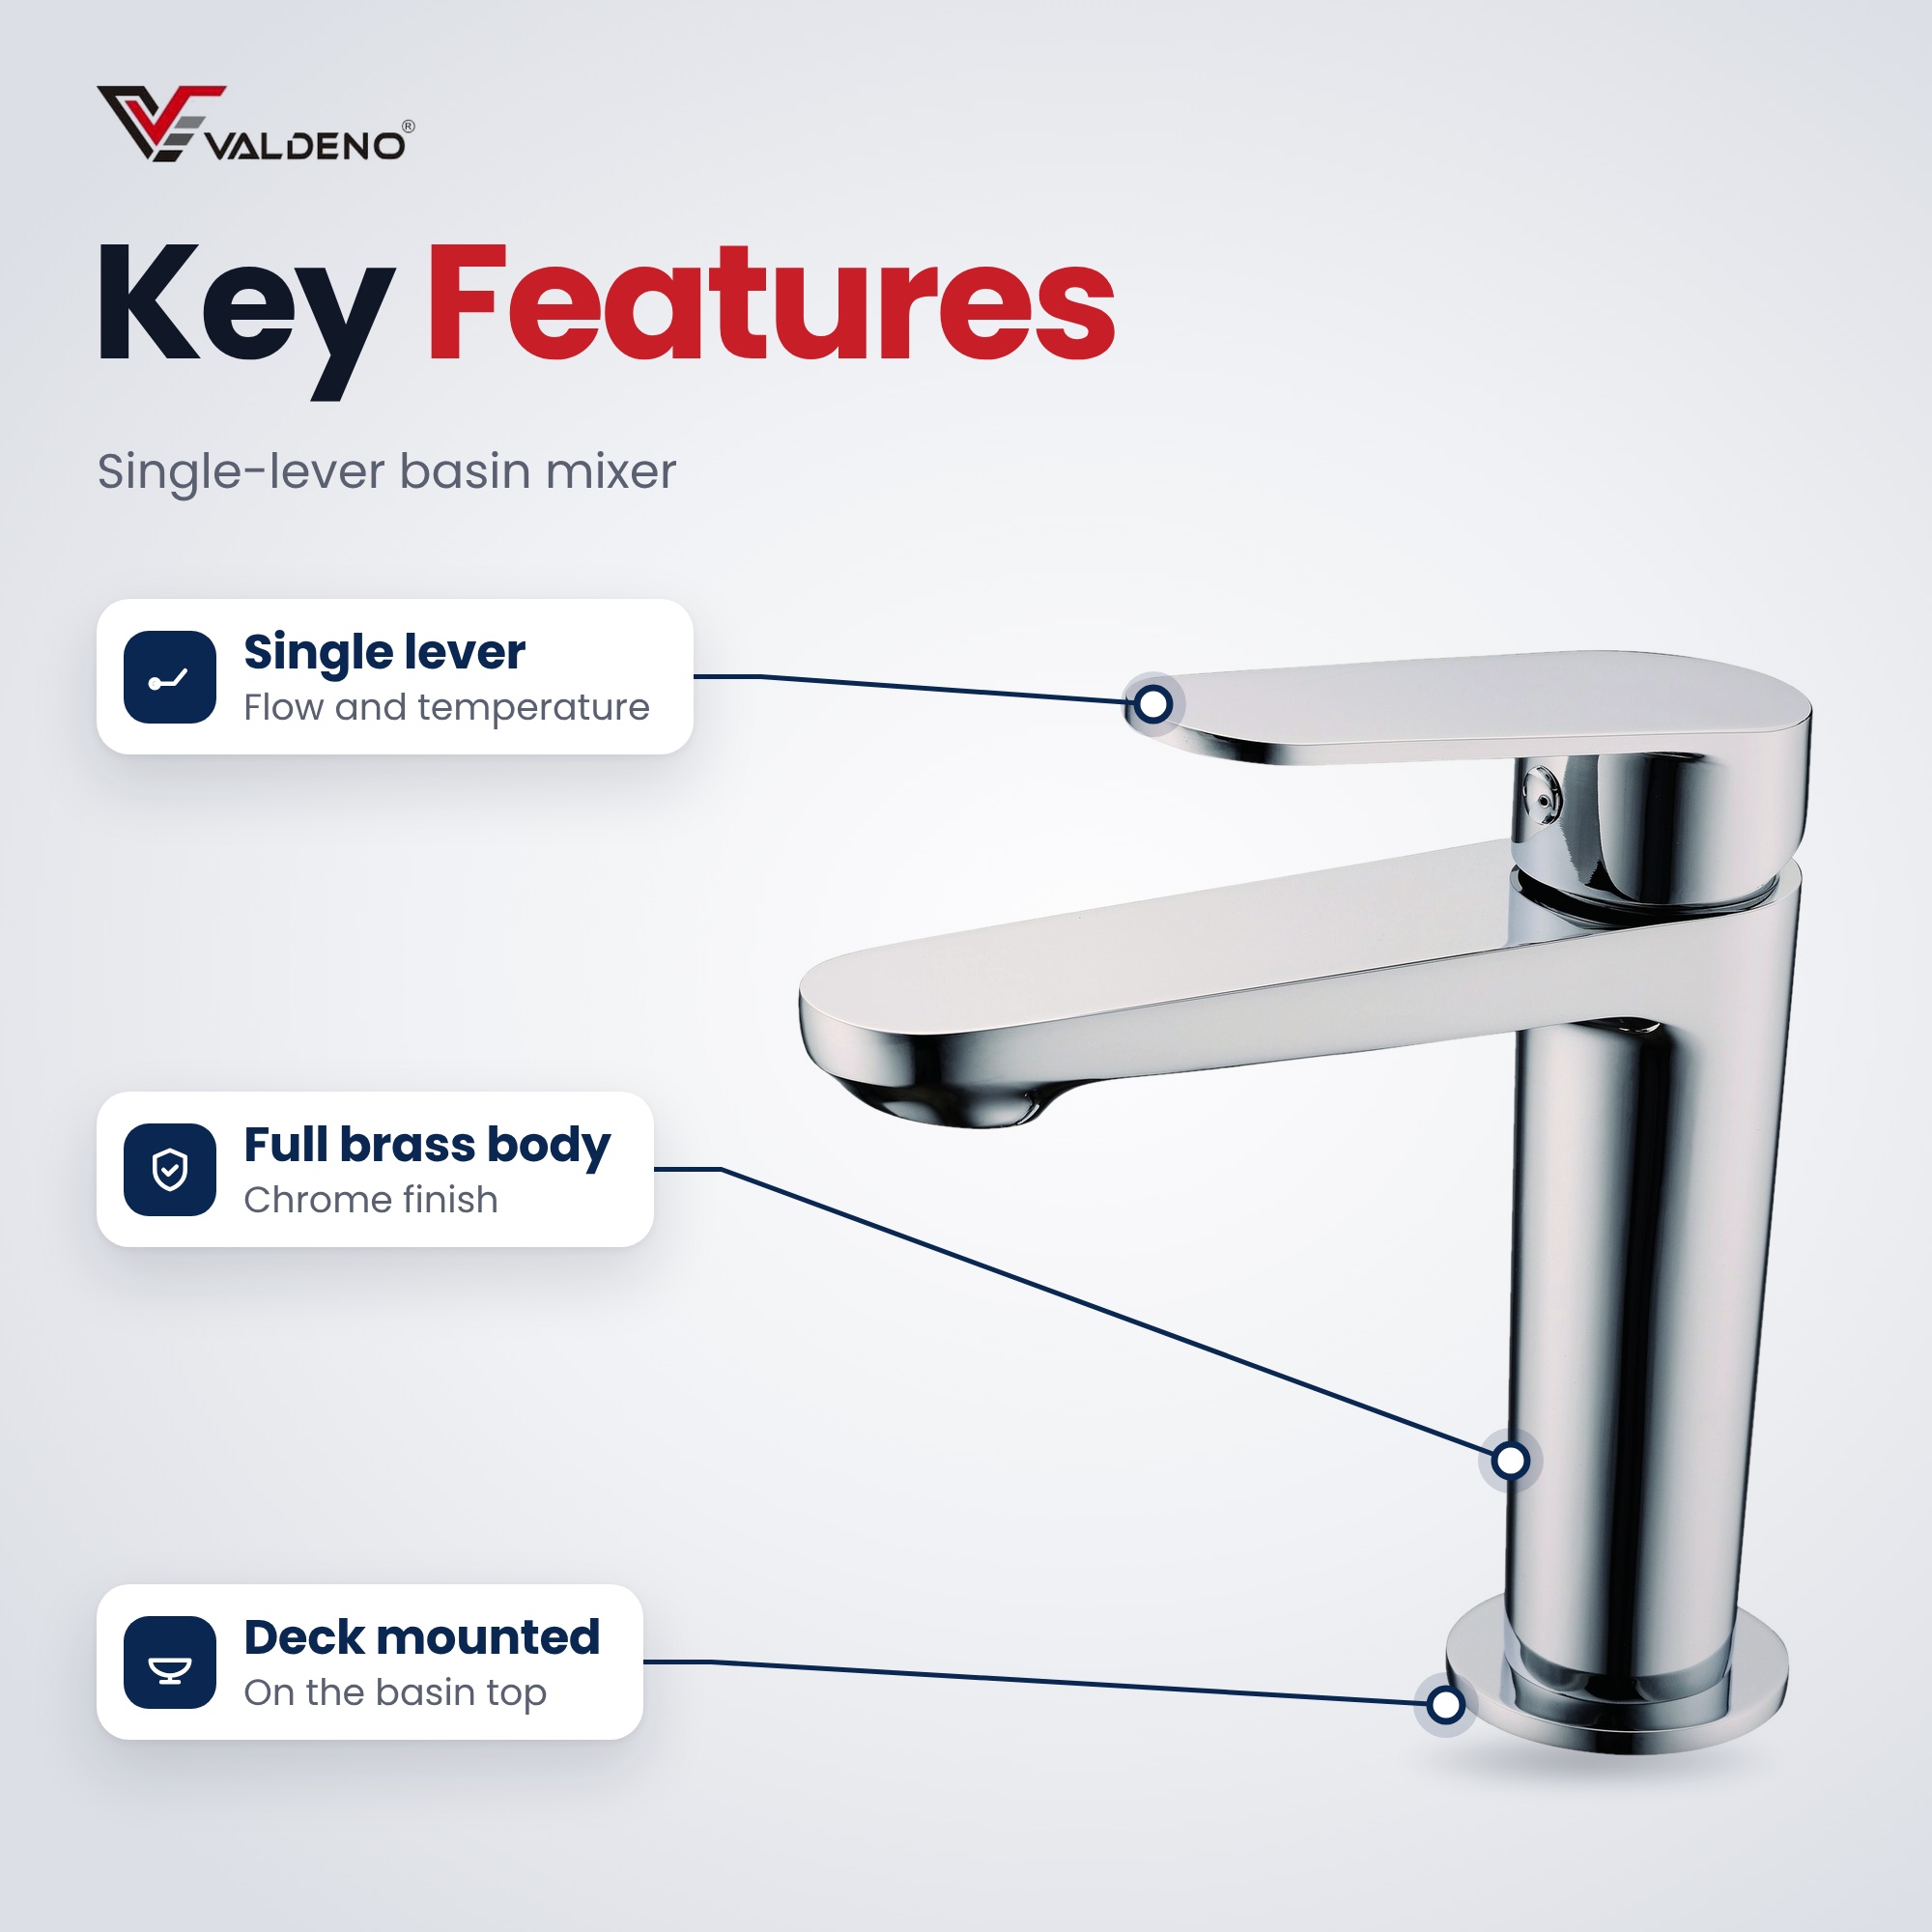 VALDENO®
Key Features
Single-lever basin mixer
Single lever
Flow and temperature
Full brass body
Chrome finish
Deck mounted
On the basin top